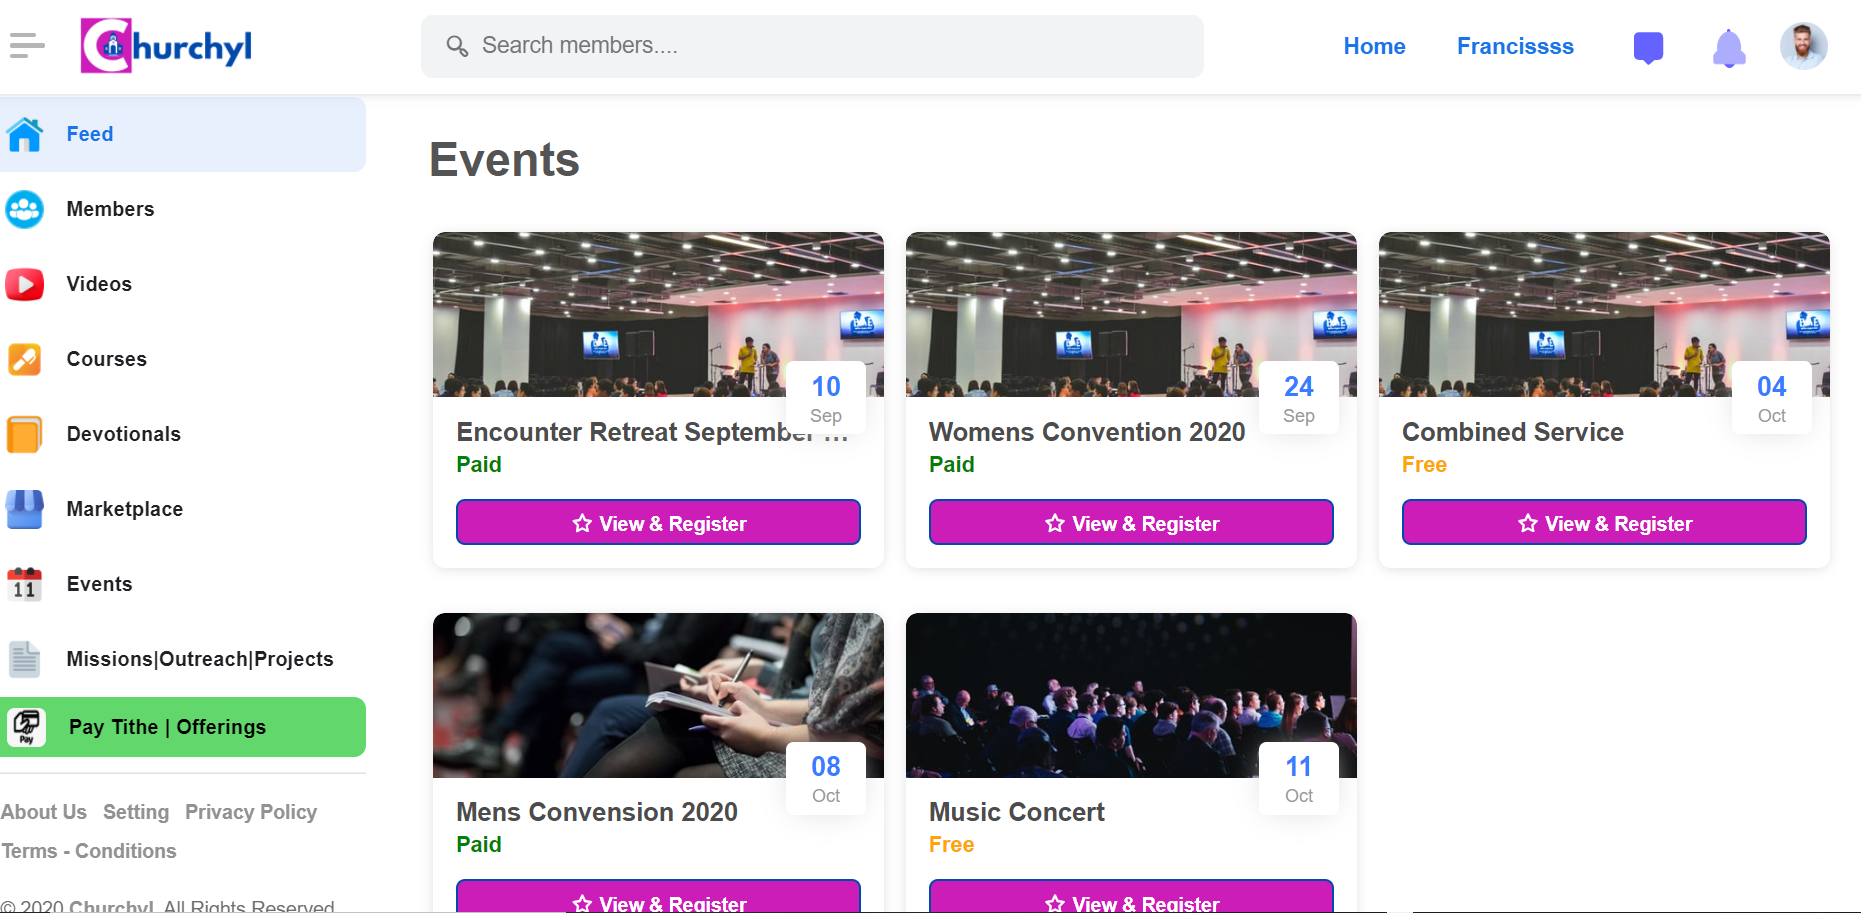 Churchyl
Search members....
Home
Francissss
Feed
Members
Videos
Courses
Devotionals
Marketplace
11
Events
Missions|Outreach|Projects
Pay
Pay Tithe | Offerings
About Us Setting Privacy Policy
Terms - Conditions
© 2020 Churchyl. All Rights Reserved
Events
10
Sep
Encounter Retreat September ...
Paid
View & Register
24
Sep
Womens Convention 2020
Paid
View & Register
04
Oct
Combined Service
Free
View & Register
08
Oct
Mens Convension 2020
Paid
View & Register
11
Oct
Music Concert
Free
View & Register